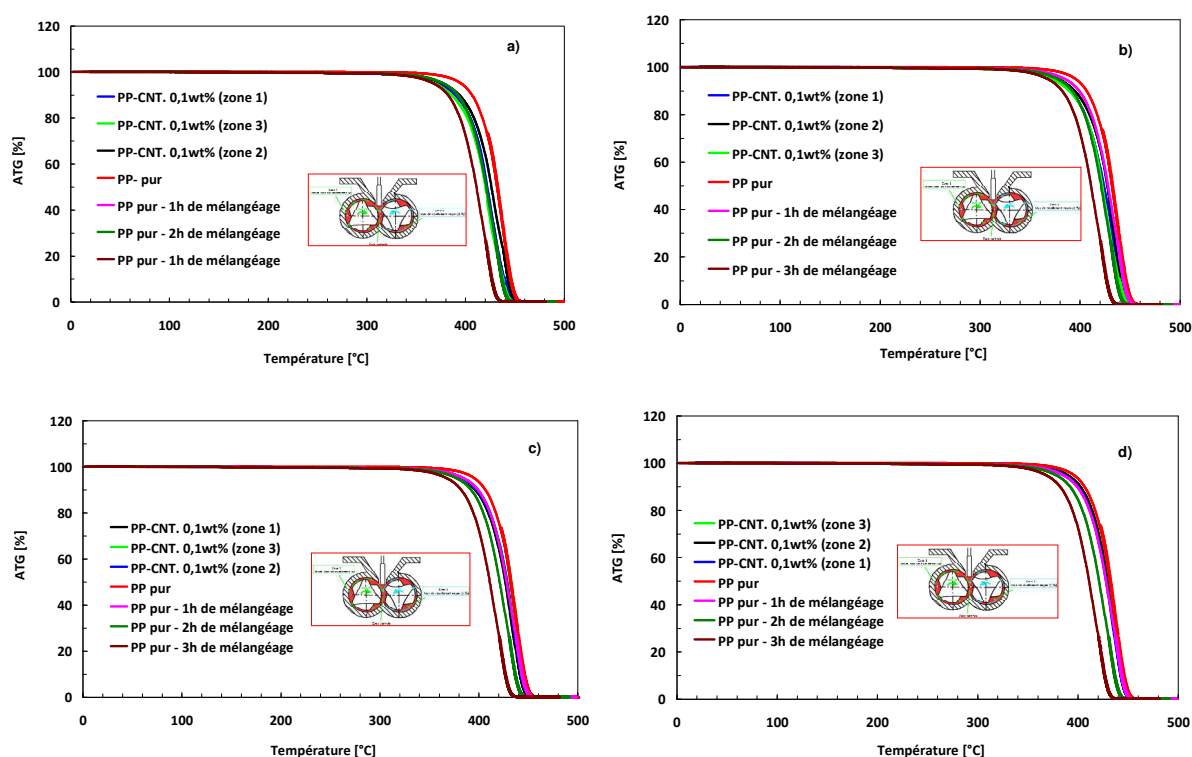 a)
120
100
80
60
40
20
0
ATG [%]
PP-CNT. 0,1wt% (zone 1)
PP-CNT. 0,1wt% (zone 3)
PP-CNT. 0,1wt% (zone 2)
PP- pur
PP pur - 1h de mélangéage
PP pur - 2h de mélangéage
PP pur - 1h de mélangéage
0 100 200 300 400 500
Température [°C]
b)
120
100
80
60
40
20
0
ATG [%]
PP-CNT. 0,1wt% (zone 1)
PP-CNT. 0,1wt% (zone 2)
PP-CNT. 0,1wt% (zone 3)
PP pur
PP pur - 1h de mélangéage
PP pur - 2h de mélangéage
PP pur - 3h de mélangéage
0 100 200 300 400 500
Température [°C]
c)
120
100
80
60
40
20
0
ATG [%]
PP-CNT. 0,1wt% (zone 1)
PP-CNT. 0,1wt% (zone 3)
PP-CNT. 0,1wt% (zone 2)
PP pur
PP pur - 1h de mélangéage
PP pur - 2h de mélangéage
PP pur - 3h de mélangéage
0 100 200 300 400 500
Température [°C]
d)
120
100
80
60
40
20
0
ATG [%]
PP-CNT. 0,1wt% (zone 3)
PP-CNT. 0,1wt% (zone 2)
PP-CNT. 0,1wt% (zone 1)
PP pur
PP pur - 1h de mélangéage
PP pur - 2h de mélangéage
PP pur - 3h de mélangéage
0 100 200 300 400 500
Température [°C]